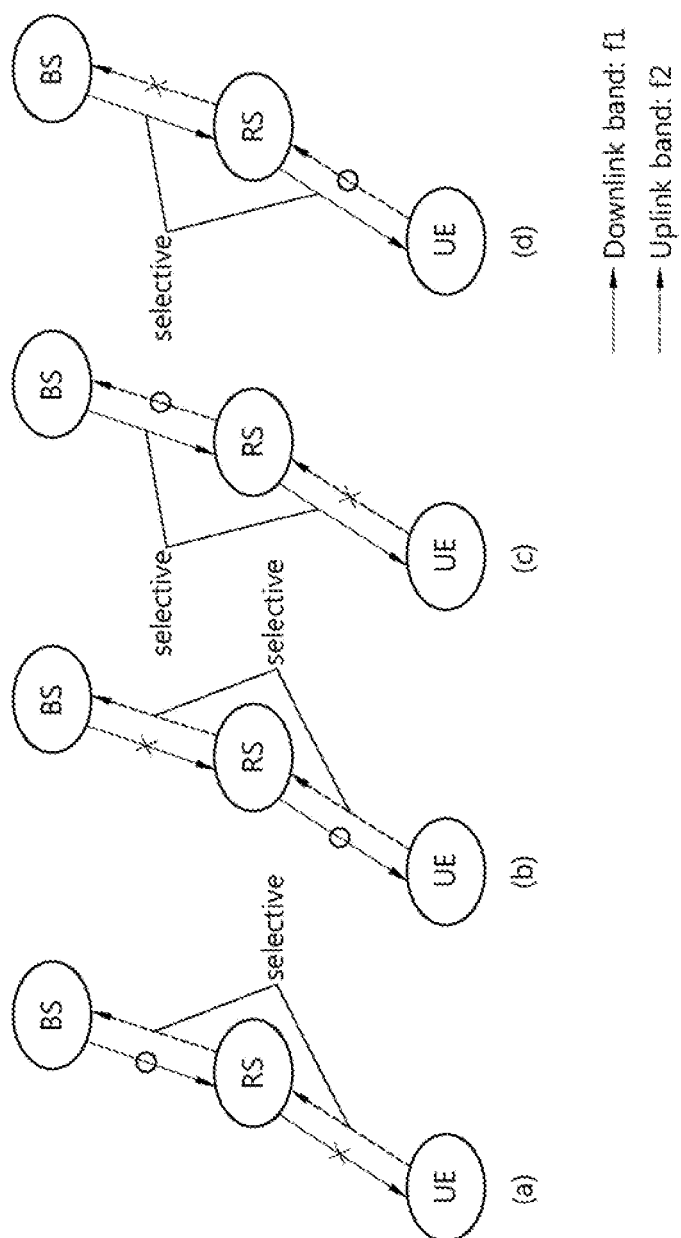 BS
RS
UE
selective
(a)
BS
RS
UE
selective
(b)
BS
RS
UE
selective
(c)
BS
RS
UE
selective
(d)
Downlink band: f1
Uplink band: f2